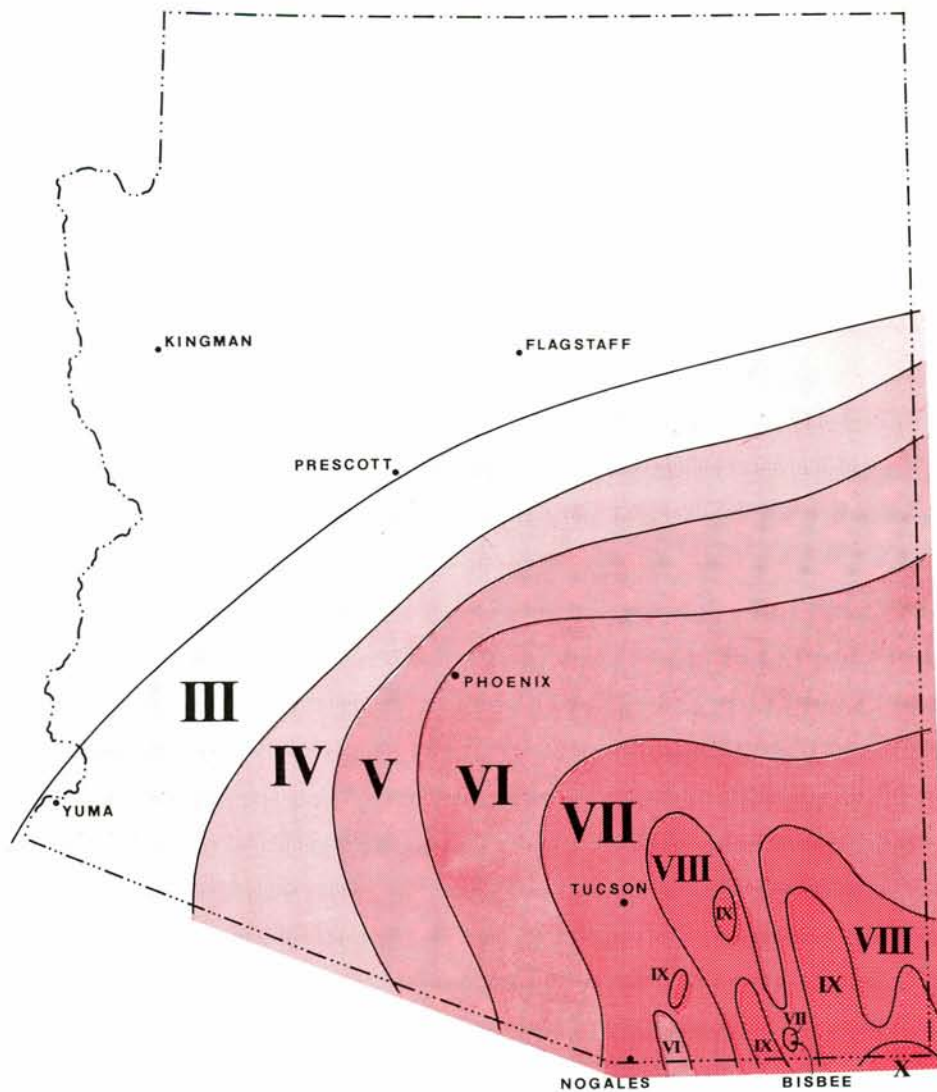 KINGMAN
FLAGSTAFF
PRESCOTT
III
PHOENIX
IV
V
VI
YUMA
VII
VIII
TUCSON
IX
VIII
IX
IX
VII
VI
IX
X
NOGALES
BISBEE